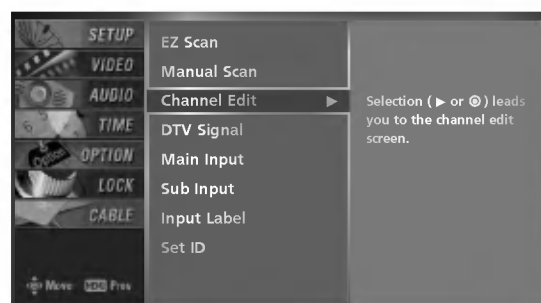 SETUP
VIDEO
AUDIO
TIME
OPTION
LOCK
CABLE
Move MENU Prev
EZ Scan
Manual Scan
Channel Edit ▶
DTV Signal
Main Input
Sub Input
Input Label
Set ID
Selection ( ▶ or ◉ ) leads
you to the channel edit
screen.